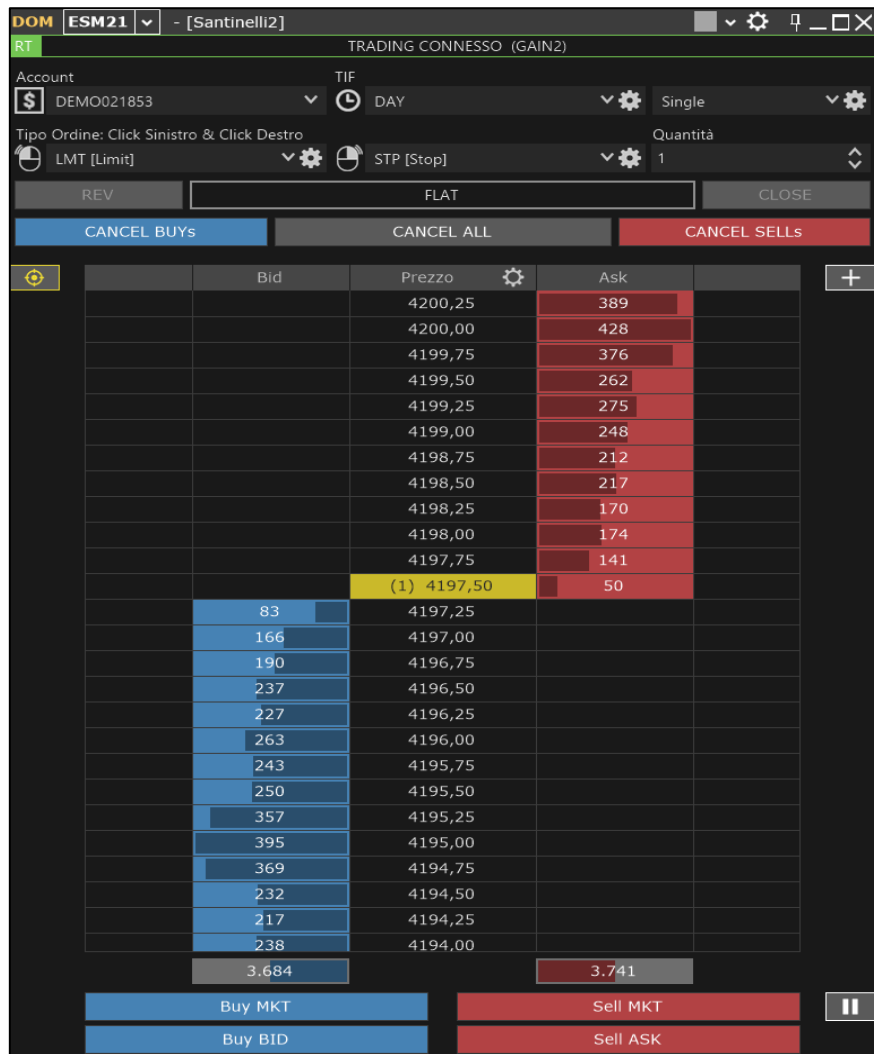 DOM ESM21 - [Santinelli2]
RT TRADING CONNESSO (GAIN2)
Account TIF
$ DEMO021853 DAY Single
Tipo Ordine: Click Sinistro & Click Destro Quantità
LMT [Limit] STP [Stop] 1
REV FLAT CLOSE
CANCEL BUYs CANCEL ALL CANCEL SELLs
Bid Prezzo Ask
4200,25 389
4200,00 428
4199,75 376
4199,50 262
4199,25 275
4199,00 248
4198,75 212
4198,50 217
4198,25 170
4198,00 174
4197,75 141
(1) 4197,50 50
83 4197,25
166 4197,00
190 4196,75
237 4196,50
227 4196,25
263 4196,00
243 4195,75
250 4195,50
357 4195,25
395 4195,00
369 4194,75
232 4194,50
217 4194,25
238 4194,00
3.684 3.741
Buy MKT Sell MKT
Buy BID Sell ASK